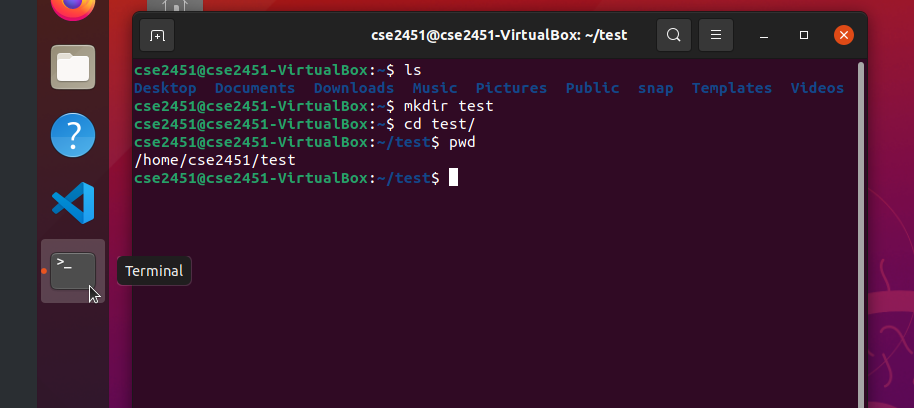 cse2451@cse2451-VirtualBox: ~/test
cse2451@cse2451-VirtualBox:~$ ls
Desktop Documents Downloads Music Pictures Public snap Templates Videos
cse2451@cse2451-VirtualBox:~$ mkdir test
cse2451@cse2451-VirtualBox:~$ cd test/
cse2451@cse2451-VirtualBox:~/test$ pwd
/home/cse2451/test
cse2451@cse2451-VirtualBox:~/test$
>_
Terminal